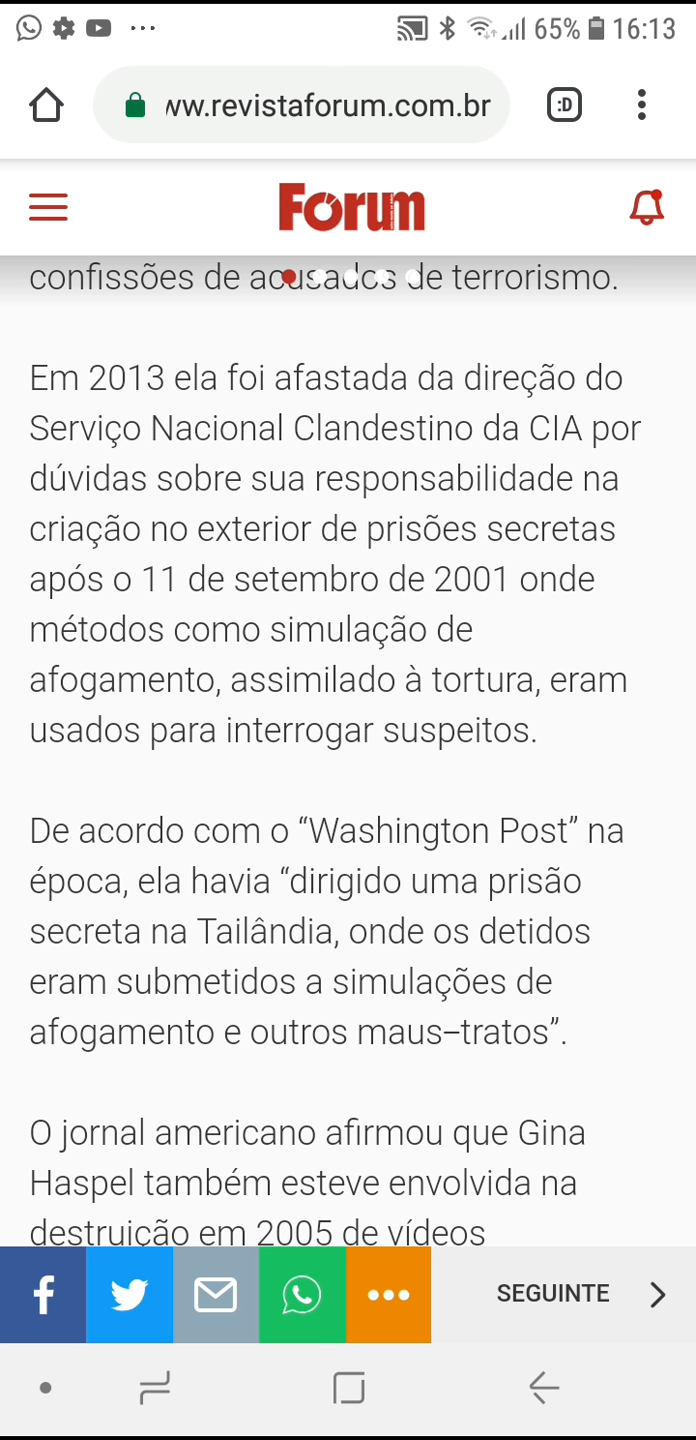 65% 16:13
ww.revistaforum.com.br
:D
Forum
confissões de acusados de terrorismo.
Em 2013 ela foi afastada da direção do
Serviço Nacional Clandestino da CIA por
dúvidas sobre sua responsabilidade na
criação no exterior de prisões secretas
após o 11 de setembro de 2001 onde
métodos como simulação de
afogamento, assimilado à tortura, eram
usados para interrogar suspeitos.
De acordo com o “Washington Post” na
época, ela havia “dirigido uma prisão
secreta na Tailândia, onde os detidos
eram submetidos a simulações de
afogamento e outros maus–tratos”.
O jornal americano afirmou que Gina
Haspel também esteve envolvida na
destruição em 2005 de vídeos
SEGUINTE